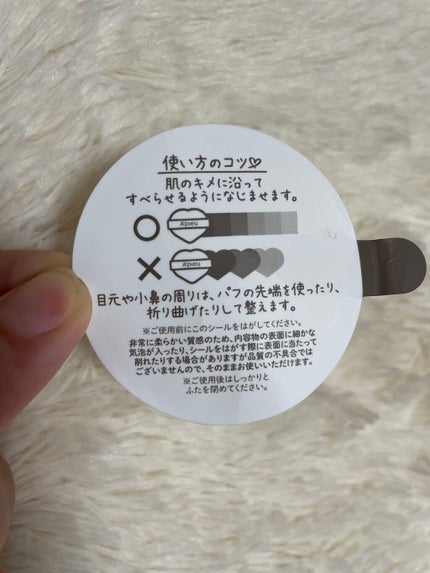 使い方のコツ♡
肌のキメに沿って
すべらせるようになじませます。
○
A'pieu
×
A'pieu
目元や小鼻の周りは、パフの先端を使ったり、
折り曲げたりして整えます。
※ご使用前にこのシールをはがしてください。
非常に柔らかい質感のため、内容物の表面に細かな
気泡が入ったり、シールをはがす際に表面に当たって
削れたりする場合がありますが品質の不具合では
ございませんので、そのままお使いいただけます。
※ご使用後はしっかりと
ふたを閉めてください。